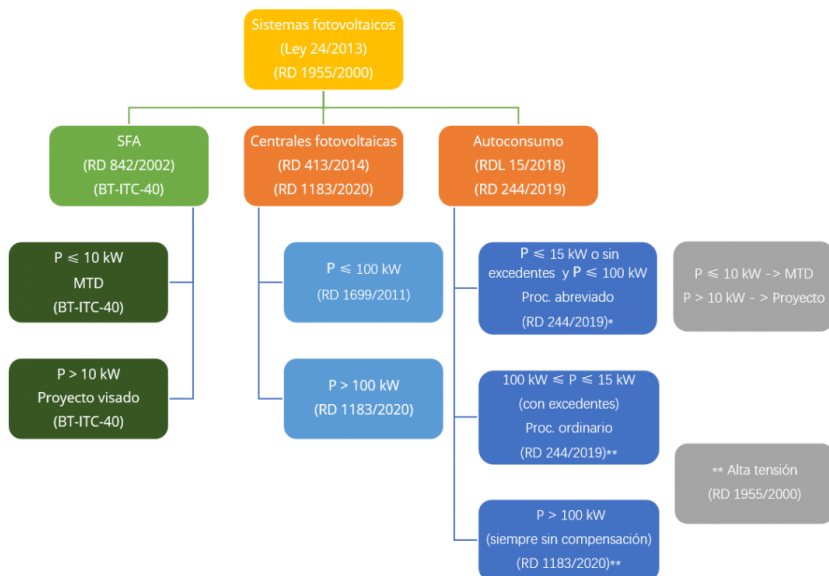 Sistemas fotovoltaicos
(Ley 24/2013)
(RD 1955/2000)
SFA
(RD 842/2002)
(BT-ITC-40)
Centrales fotovoltaicas
(RD 413/2014)
(RD 1183/2020)
Autoconsumo
(RDL 15/2018)
(RD 244/2019)
P ≤ 10 kW
MTD
(BT-ITC-40)
P > 10 kW
Proyecto visado
(BT-ITC-40)
P ≤ 100 kW
(RD 1699/2011)
P > 100 kW
(RD 1183/2020)
P ≤ 15 kW o sin
excedentes y P ≤ 100 kW
Proc. abreviado
(RD 244/2019)*
100 kW ≤ P ≤ 15 kW
(con excedentes)
Proc. ordinario
(RD 244/2019)**
P > 100 kW
(siempre sin compensación)
(RD 1183/2020)**
P ≤ 10 kW -> MTD
P > 10 kW - > Proyecto
** Alta tensión
(RD 1955/2000)